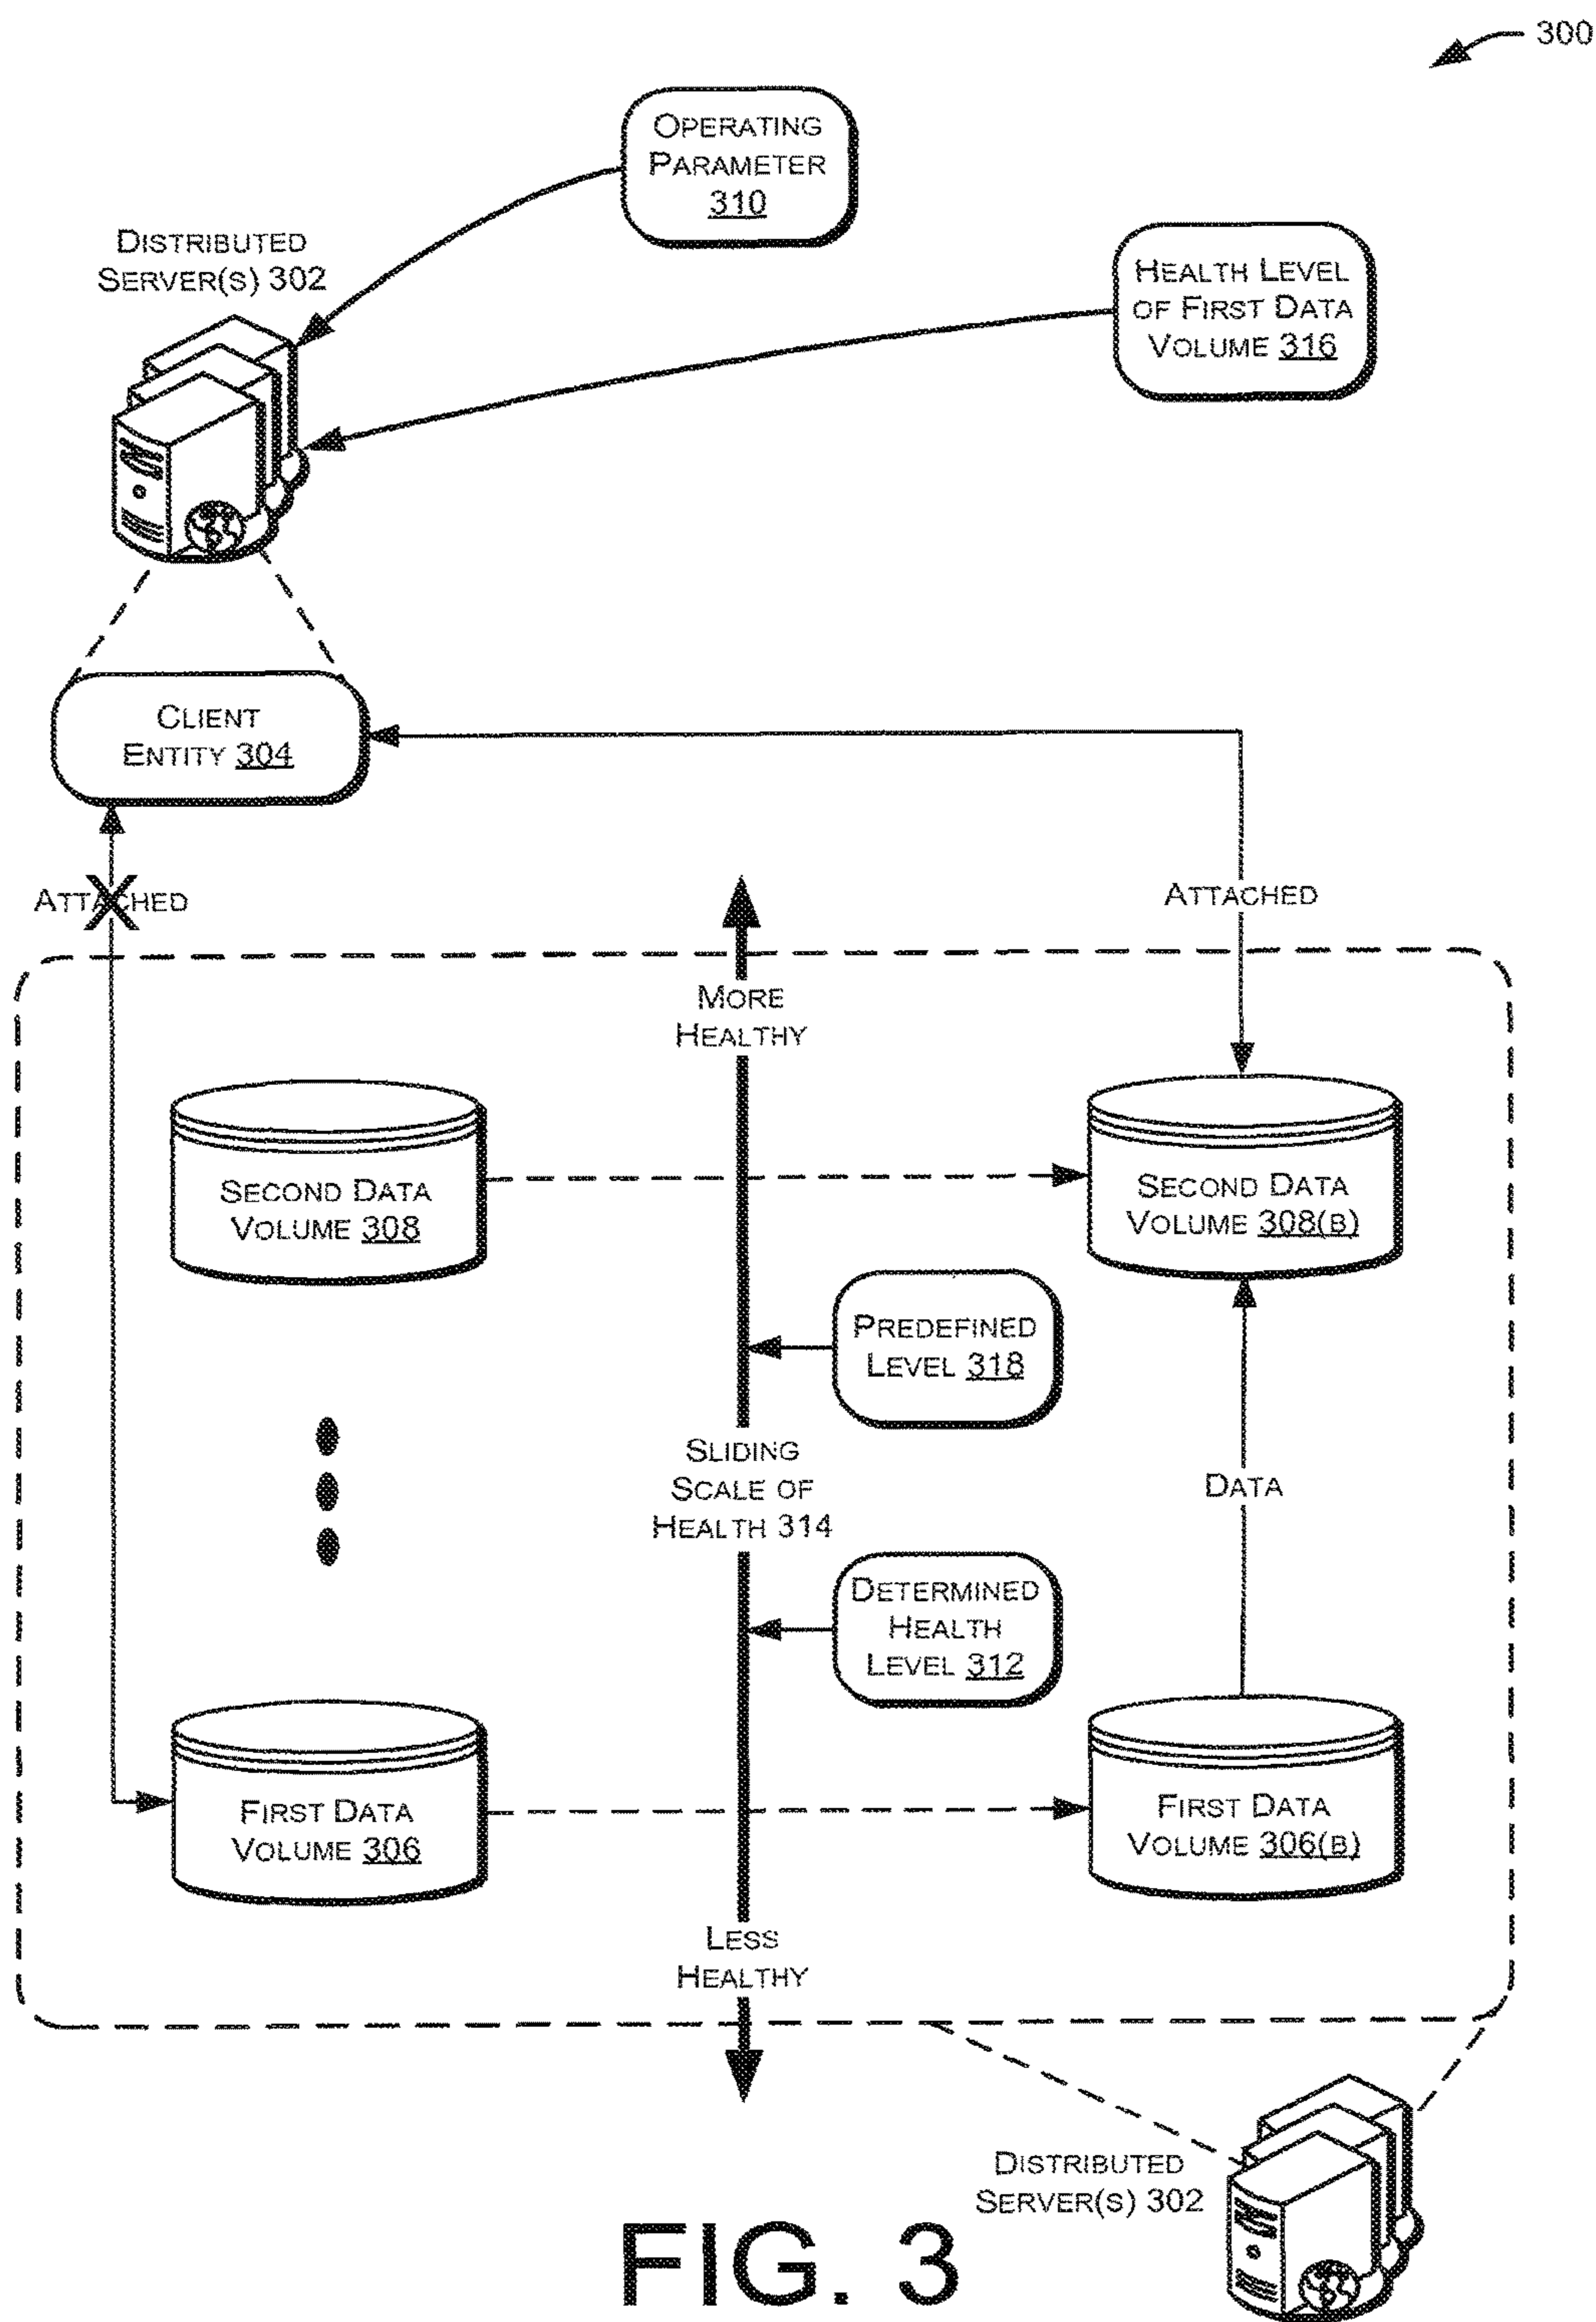 300
OPERATING
PARAMETER
310
DISTRIBUTED
SERVER(S) 302
HEALTH LEVEL
OF FIRST DATA
VOLUME 316
CLIENT
ENTITY 304
ATTACHED
ATTACHED
MORE
HEALTHY
SECOND DATA
VOLUME 308
SECOND DATA
VOLUME 308(B)
PREDEFINED
LEVEL 318
SLIDING
SCALE OF
HEALTH 314
DATA
DETERMINED
HEALTH
LEVEL 312
FIRST DATA
VOLUME 306
FIRST DATA
VOLUME 306(B)
LESS
HEALTHY
DISTRIBUTED
SERVER(S) 302
FIG. 3